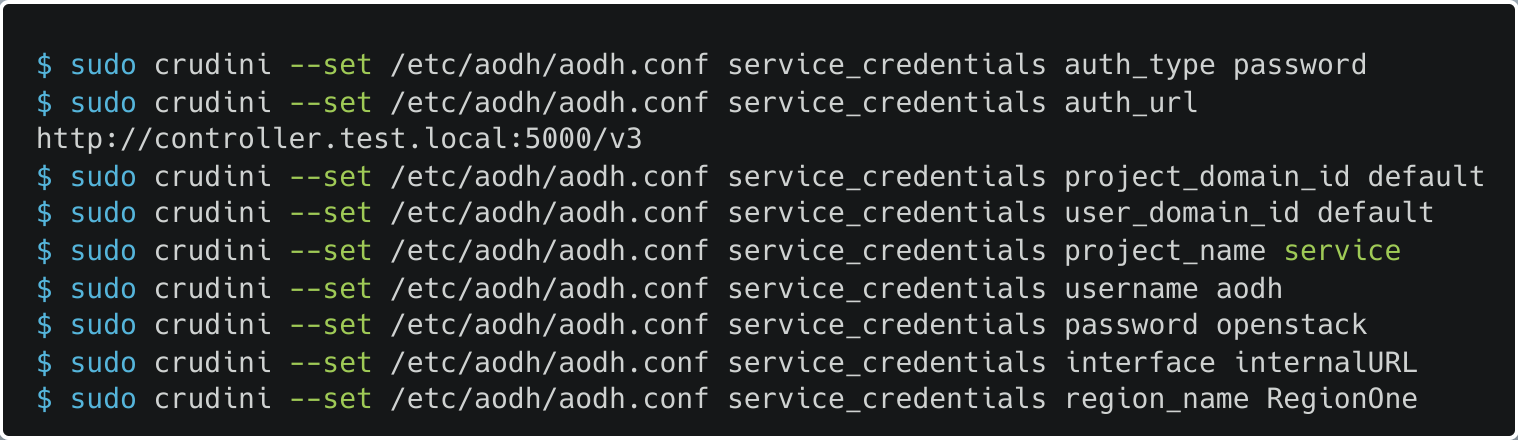 $ sudo crudini --set /etc/aodh/aodh.conf service_credentials auth_type password
$ sudo crudini --set /etc/aodh/aodh.conf service_credentials auth_url
http://controller.test.local:5000/v3
$ sudo crudini --set /etc/aodh/aodh.conf service_credentials project_domain_id default
$ sudo crudini --set /etc/aodh/aodh.conf service_credentials user_domain_id default
$ sudo crudini --set /etc/aodh/aodh.conf service_credentials project_name service
$ sudo crudini --set /etc/aodh/aodh.conf service_credentials username aodh
$ sudo crudini --set /etc/aodh/aodh.conf service_credentials password openstack
$ sudo crudini --set /etc/aodh/aodh.conf service_credentials interface internalURL
$ sudo crudini --set /etc/aodh/aodh.conf service_credentials region_name RegionOne